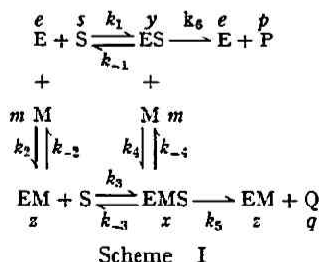 e s k₁ y e p
E + S ⇌ ES —k₆→ E + P
k₋₁
+ +
m M M m
k₂ k₋₂ k₄ k₋₄
k₃
EM + S ⇌ EMS → EM + Q
z k₋₃ x k₅ z q
Scheme I